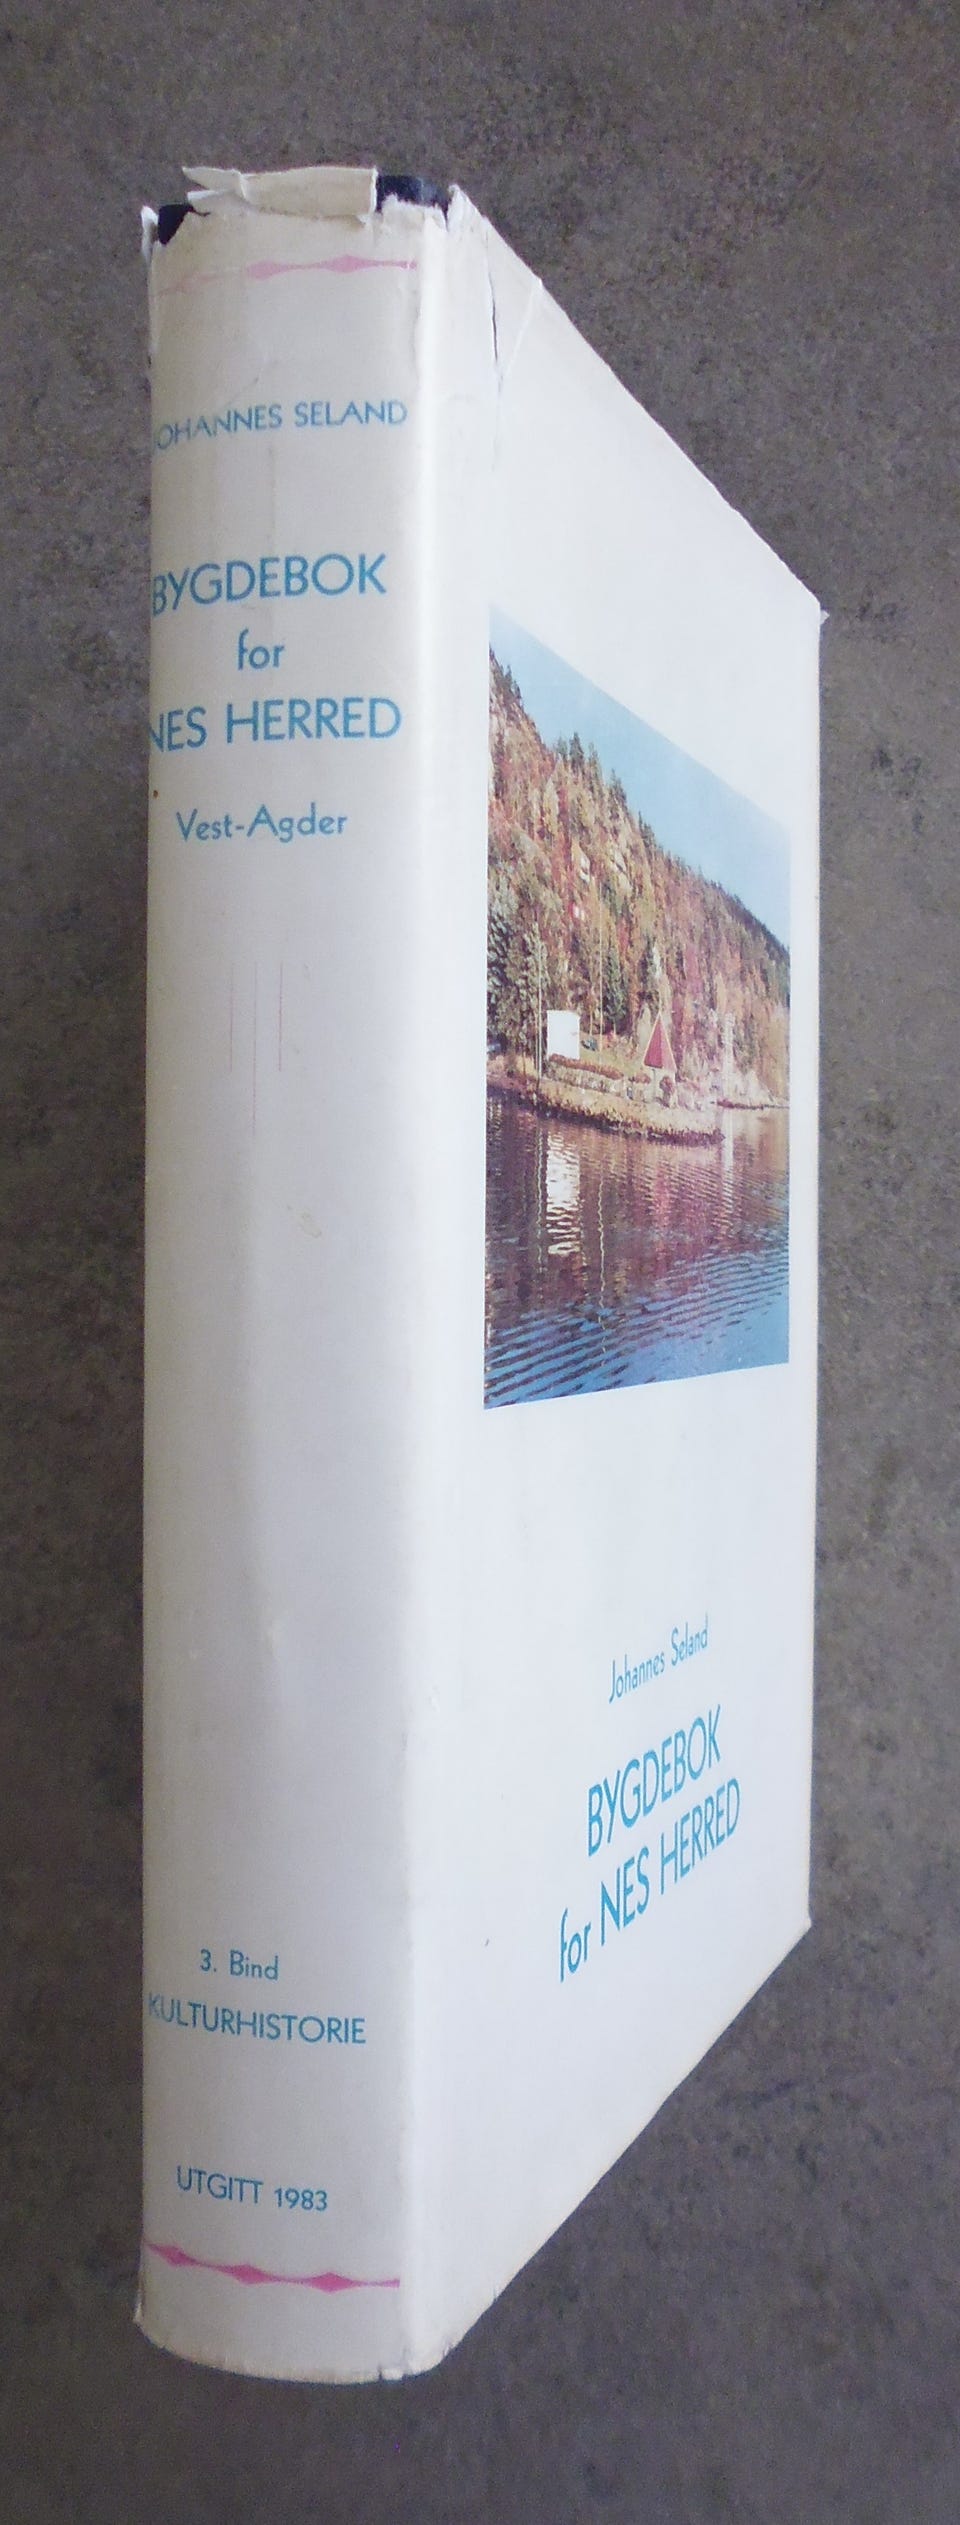 JOHANNES SELAND
BYGDEBOK
for
NES HERRED
Vest-Agder
3. Bind
KULTURHISTORIE
UTGITT 1983
Johannes Seland
BYGDEBOK
for NES HERRED